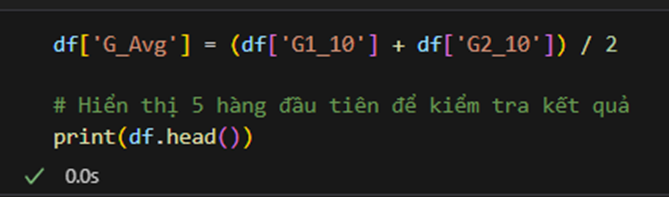 df['G_Avg'] = (df['G1_10'] + df['G2_10']) / 2
# Hiển thị 5 hàng đầu tiên để kiểm tra kết quả
print(df.head())
0.0s